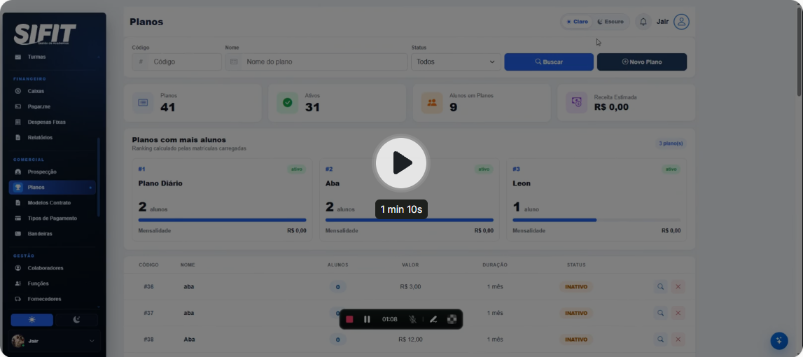 SIFIT
Turmas
FINANCEIRO
Caixas
Pagar/me
Despesas Fixas
Relatórios
COMERCIAL
Prospecção
Planos
Modelos Contrato
Tipos de Pagamento
Bandeiras
GESTÃO
Colaboradores
Funções
Fornecedores
Jair
Planos
Claro
Escuro
Jair
Código
Nome
Status
# Código
Nome do plano
Todos
Buscar
Novo Plano
Planos
41
Ativos
31
Alunos em Planos
9
Receita Estimada
R$ 0,00
Planos com mais alunos
Ranking calculado pelas matrículas carregadas
3 plano(s)
#1 ativo
Plano Diário
2 alunos
Mensalidade R$ 0,00
#2 ativo
Aba
2 alunos
Mensalidade R$ 0,00
#3 ativo
Leon
1 aluno
Mensalidade R$ 0,00
1 min 10s
CÓDIGO NOME ALUNOS VALOR DURAÇÃO STATUS
#36 aba 0 R$ 3,00 1 mês INATIVO
#37 aba 0 1 mês INATIVO
#38 Aba 0 R$ 12,00 1 mês INATIVO
01:08